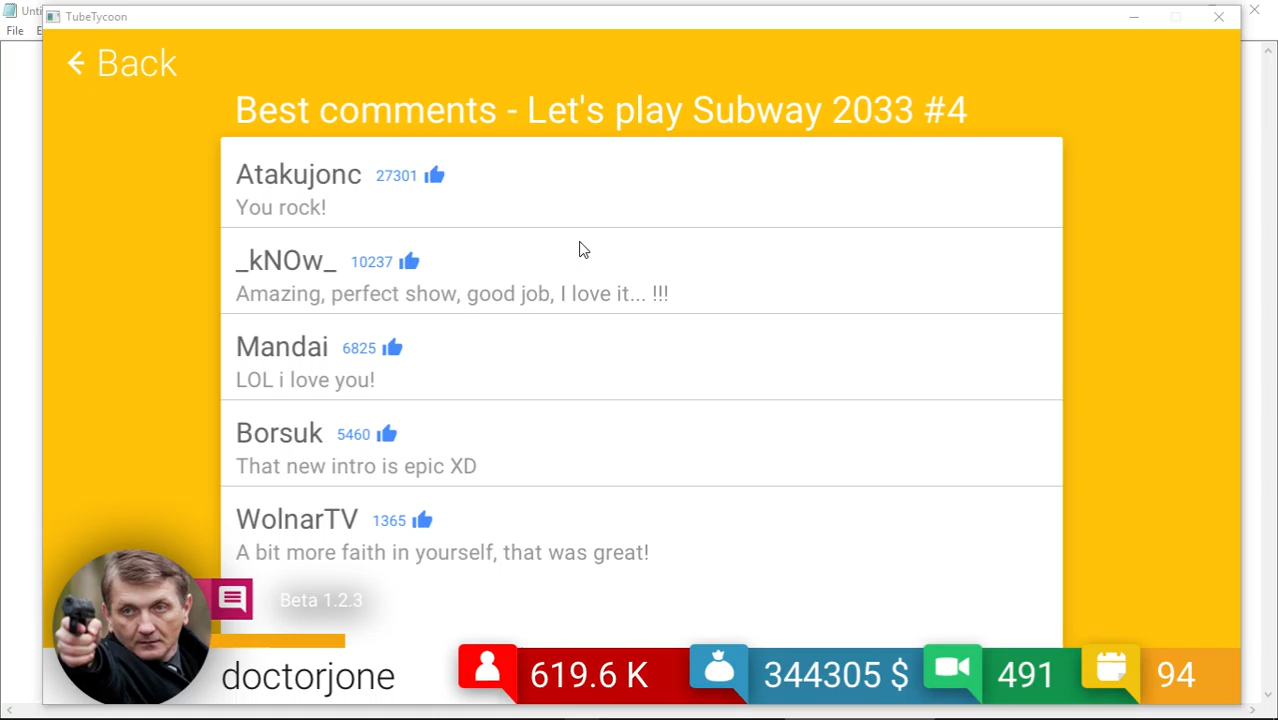 Unti
TubeTycoon
File E
Back
Best comments - Let's play Subway 2033 #4
Atakujonc 27301
You rock!
_kNOw_ 10237
Amazing, perfect show, good job, I love it... !!!
Mandai 6825
LOL i love you!
Borsuk 5460
That new intro is epic XD
WolnarTV 1365
A bit more faith in yourself, that was great!
Beta 1.2.3
doctorjone
619.6 K
344305 $
491
94